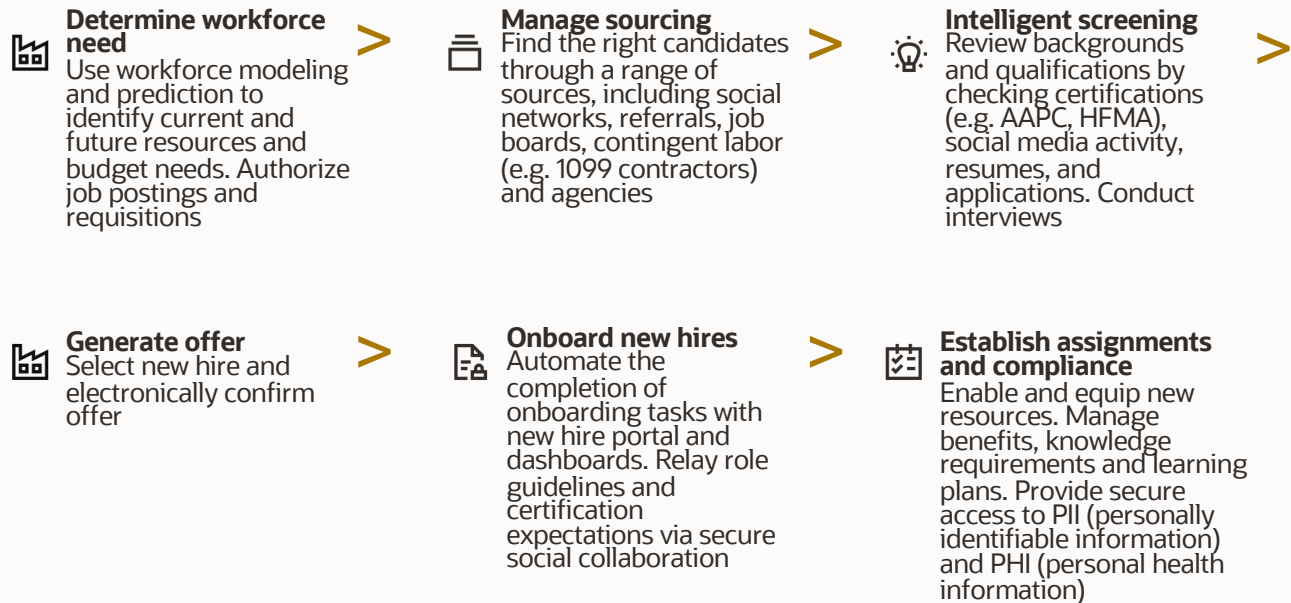 Determine workforce
need
Use workforce modeling
and prediction to
identify current and
future resources and
budget needs. Authorize
job postings and
requisitions
>
Manage sourcing
Find the right candidates
through a range of
sources, including social
networks, referrals, job
boards, contingent labor
(e.g. 1099 contractors)
and agencies
>
Intelligent screening
Review backgrounds
and qualifications by
checking certifications
(e.g. AAPC, HFMA),
social media activity,
resumes, and
applications. Conduct
interviews
>
Generate offer
Select new hire and
electronically confirm
offer
>
Onboard new hires
Automate the
completion of
onboarding tasks with
new hire portal and
dashboards. Relay role
guidelines and
certification
expectations via secure
social collaboration
>
Establish assignments
and compliance
Enable and equip new
resources. Manage
benefits, knowledge
requirements and learning
plans. Provide secure
access to PII (personally
identifiable information)
and PHI (personal health
information)